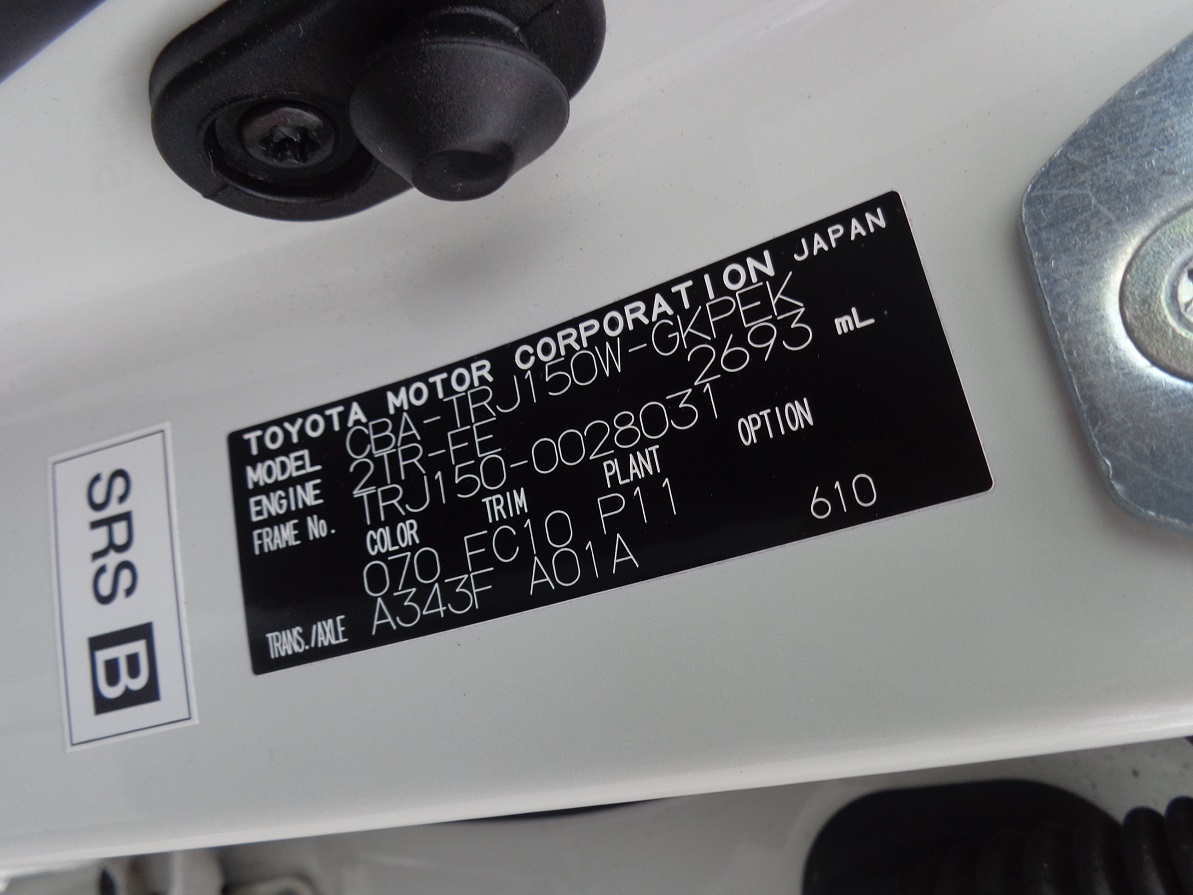 TOYOTA MOTOR CORPORATION JAPAN
MODEL CBA-TRJ150W-GKPEK
ENGINE 2TR-FE 2693 mL
FRAME No. TRJ150-0028031
COLOR TRIM PLANT OPTION
070 FC10 P11
TRANS./AXLE A343F A01A 610
SRS B